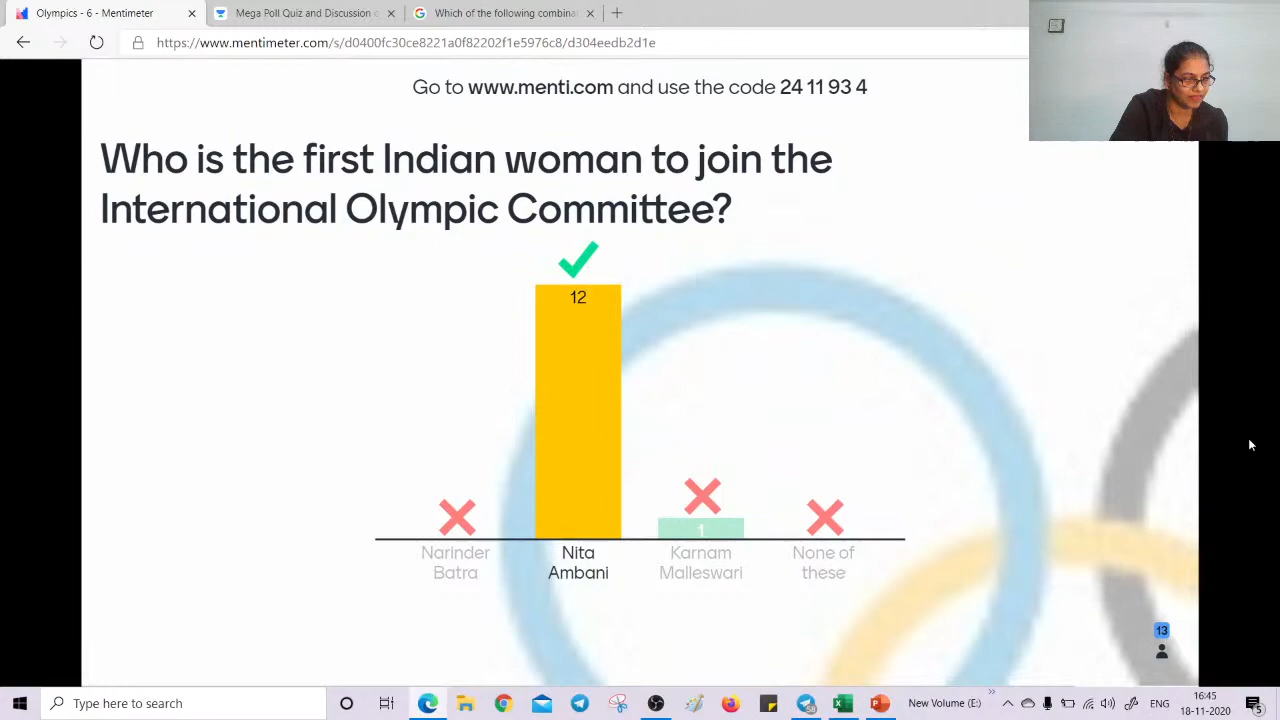 Olympics - 6 - Mentimeter
Mega Poll Quiz and Discussion e
Which of the following combina
https://www.mentimeter.com/s/d0400fc30ce8221a0f82202f1e5976c8/d304eedb2d1e
Go to www.menti.com and use the code 24 11 93 4
Who is the first Indian woman to join the
International Olympic Committee?
12
1
Narinder
Batra
Nita
Ambani
Karnam
Malleswari
None of
these
13
Type here to search
New Volume (E:)
ENG
16:45
18-11-2020
5